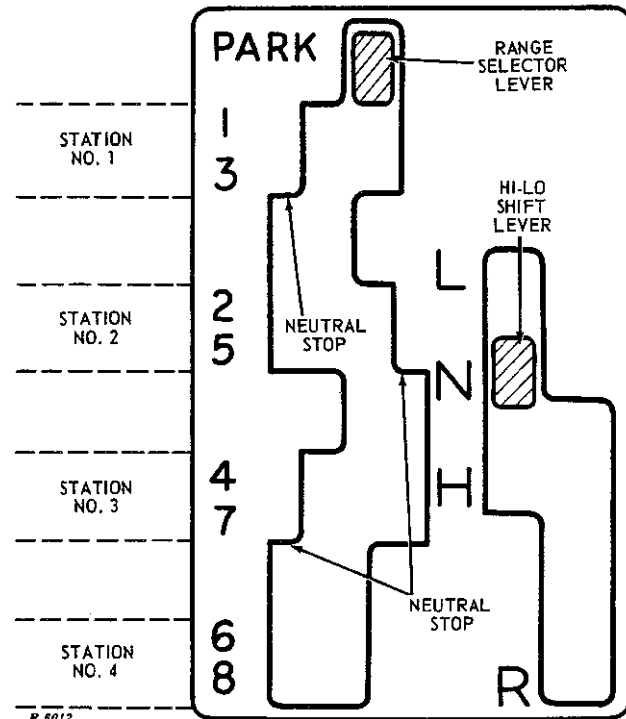 PARK
RANGE
SELECTOR
LEVER
STATION
NO. 1
1
3
HI-LO
SHIFT
LEVER
L
STATION
NO. 2
2
5
NEUTRAL
STOP
N
STATION
NO. 3
4
7
H
NEUTRAL
STOP
STATION
NO. 4
6
8
R
R 6012